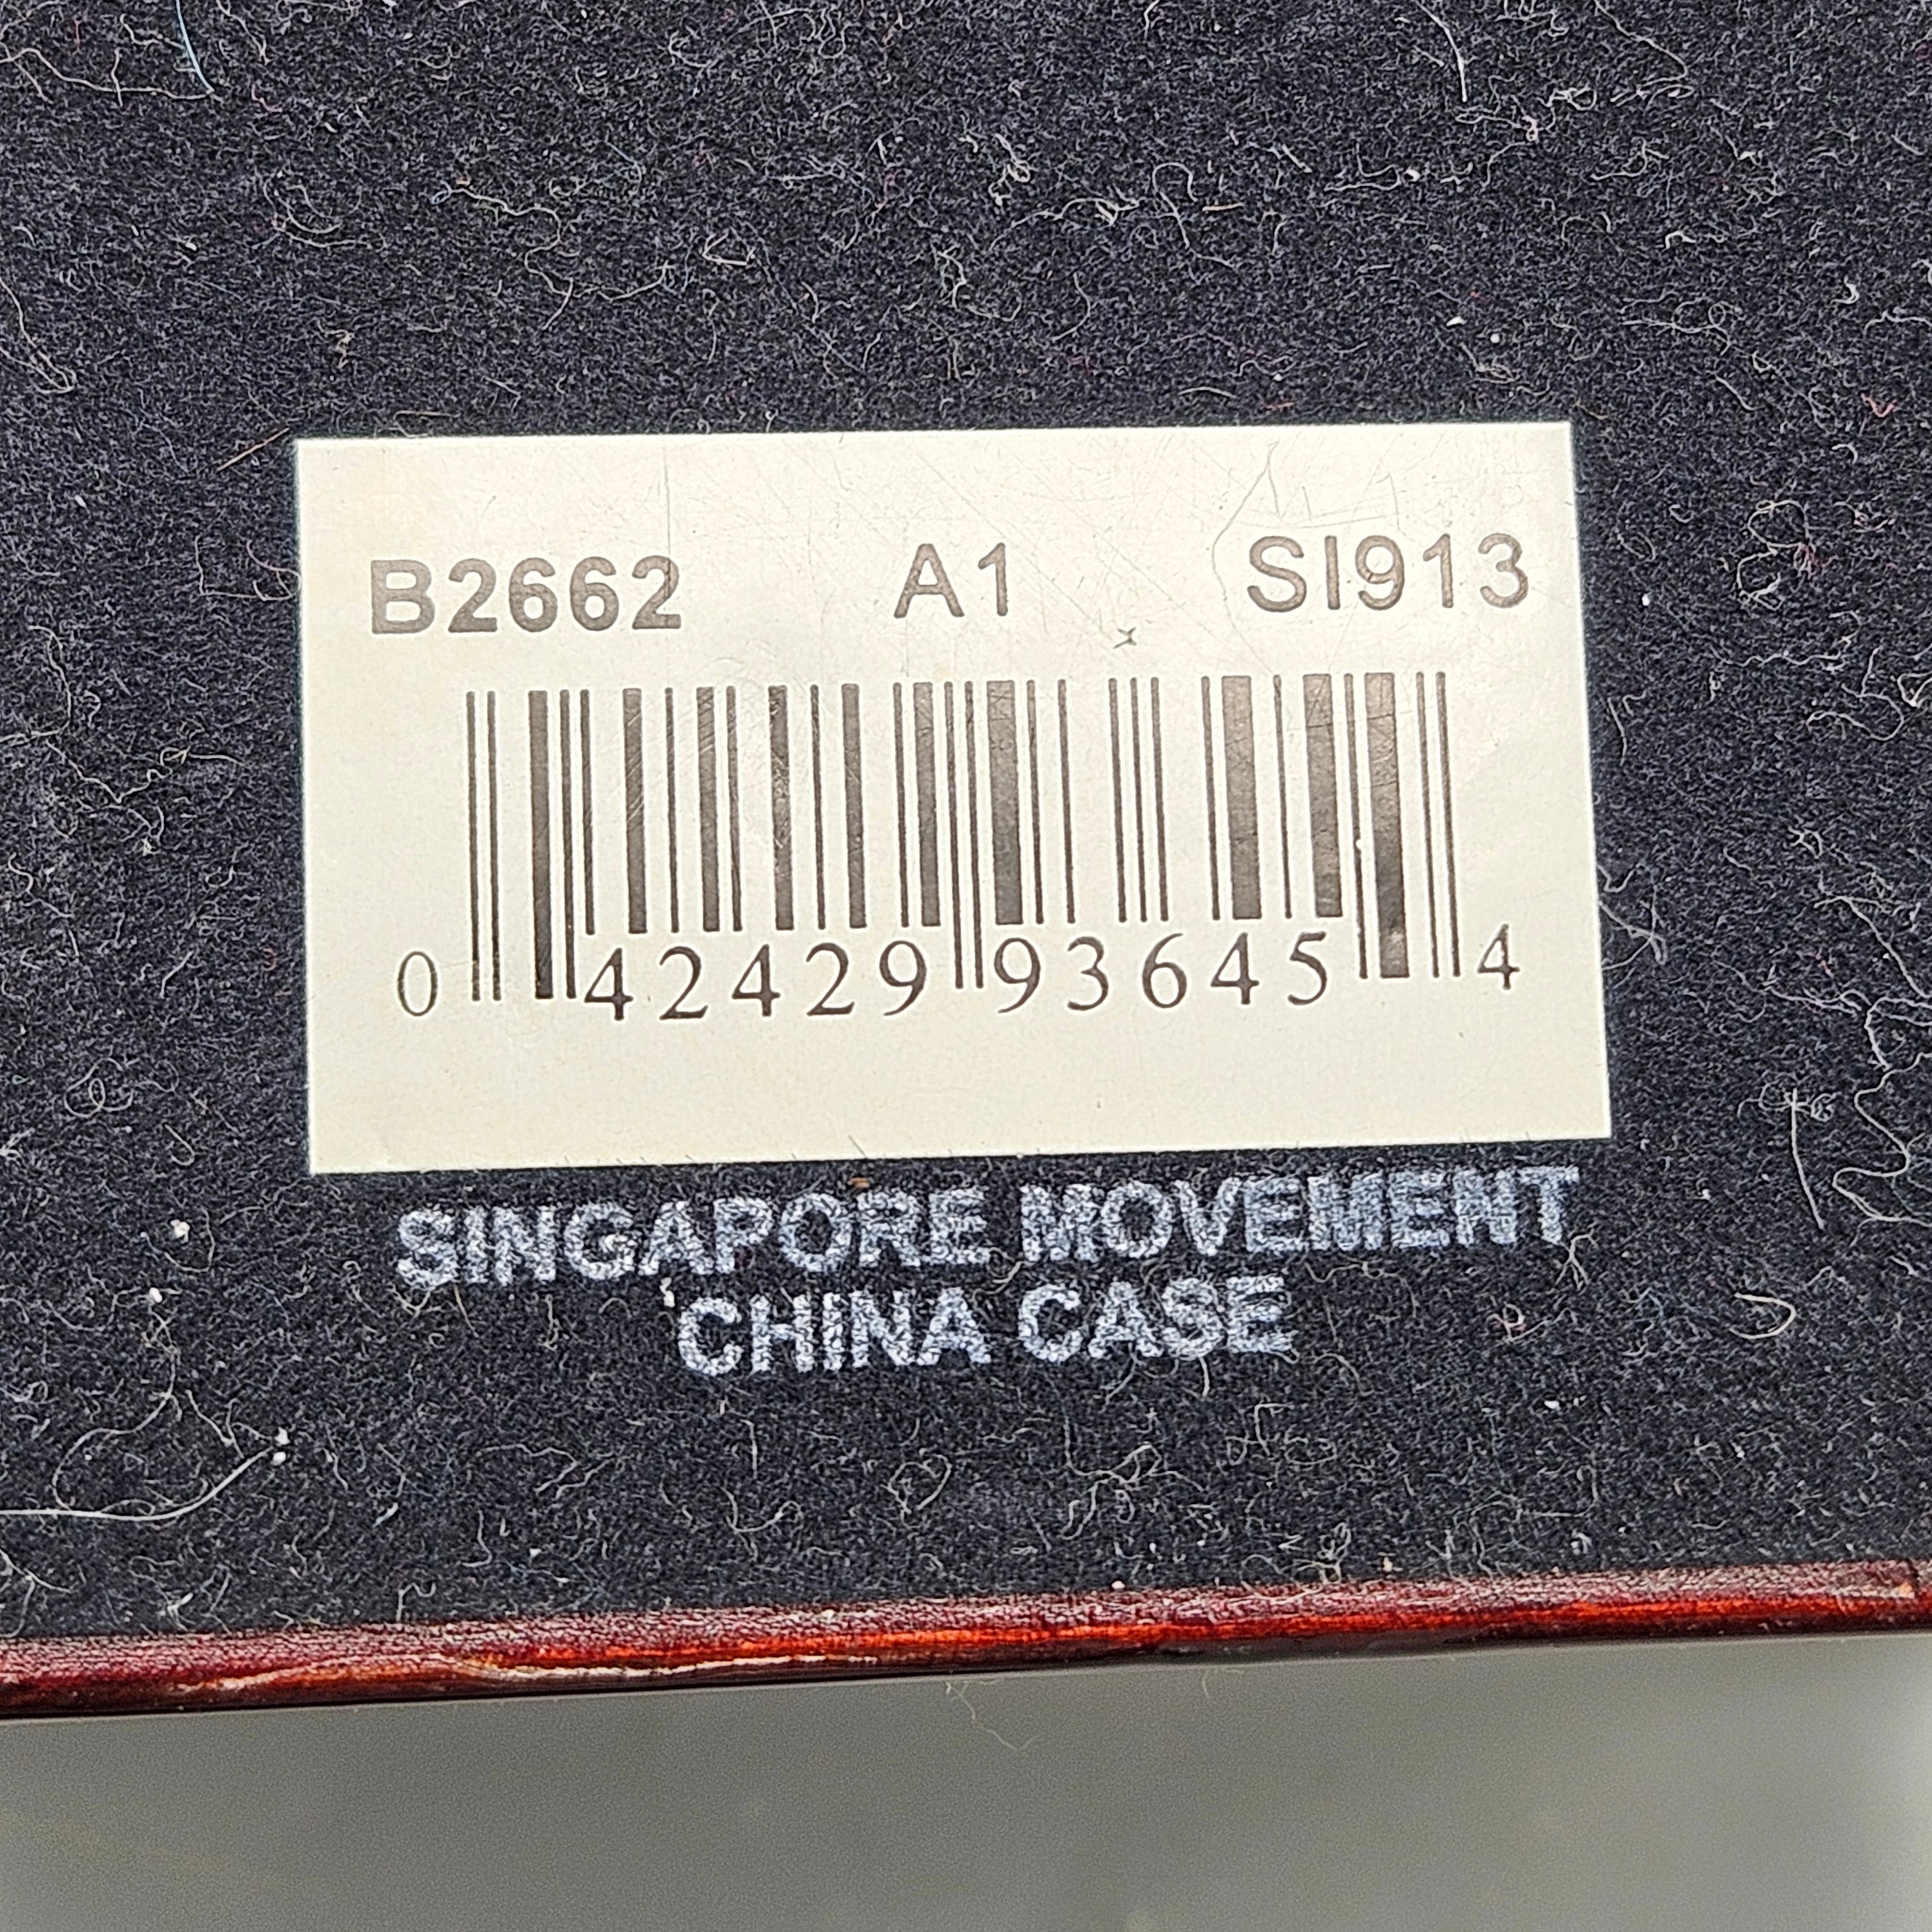 B2662 A1 SI913
0 42429 93645 4
SINGAPORE MOVEMENT
CHINA CASE